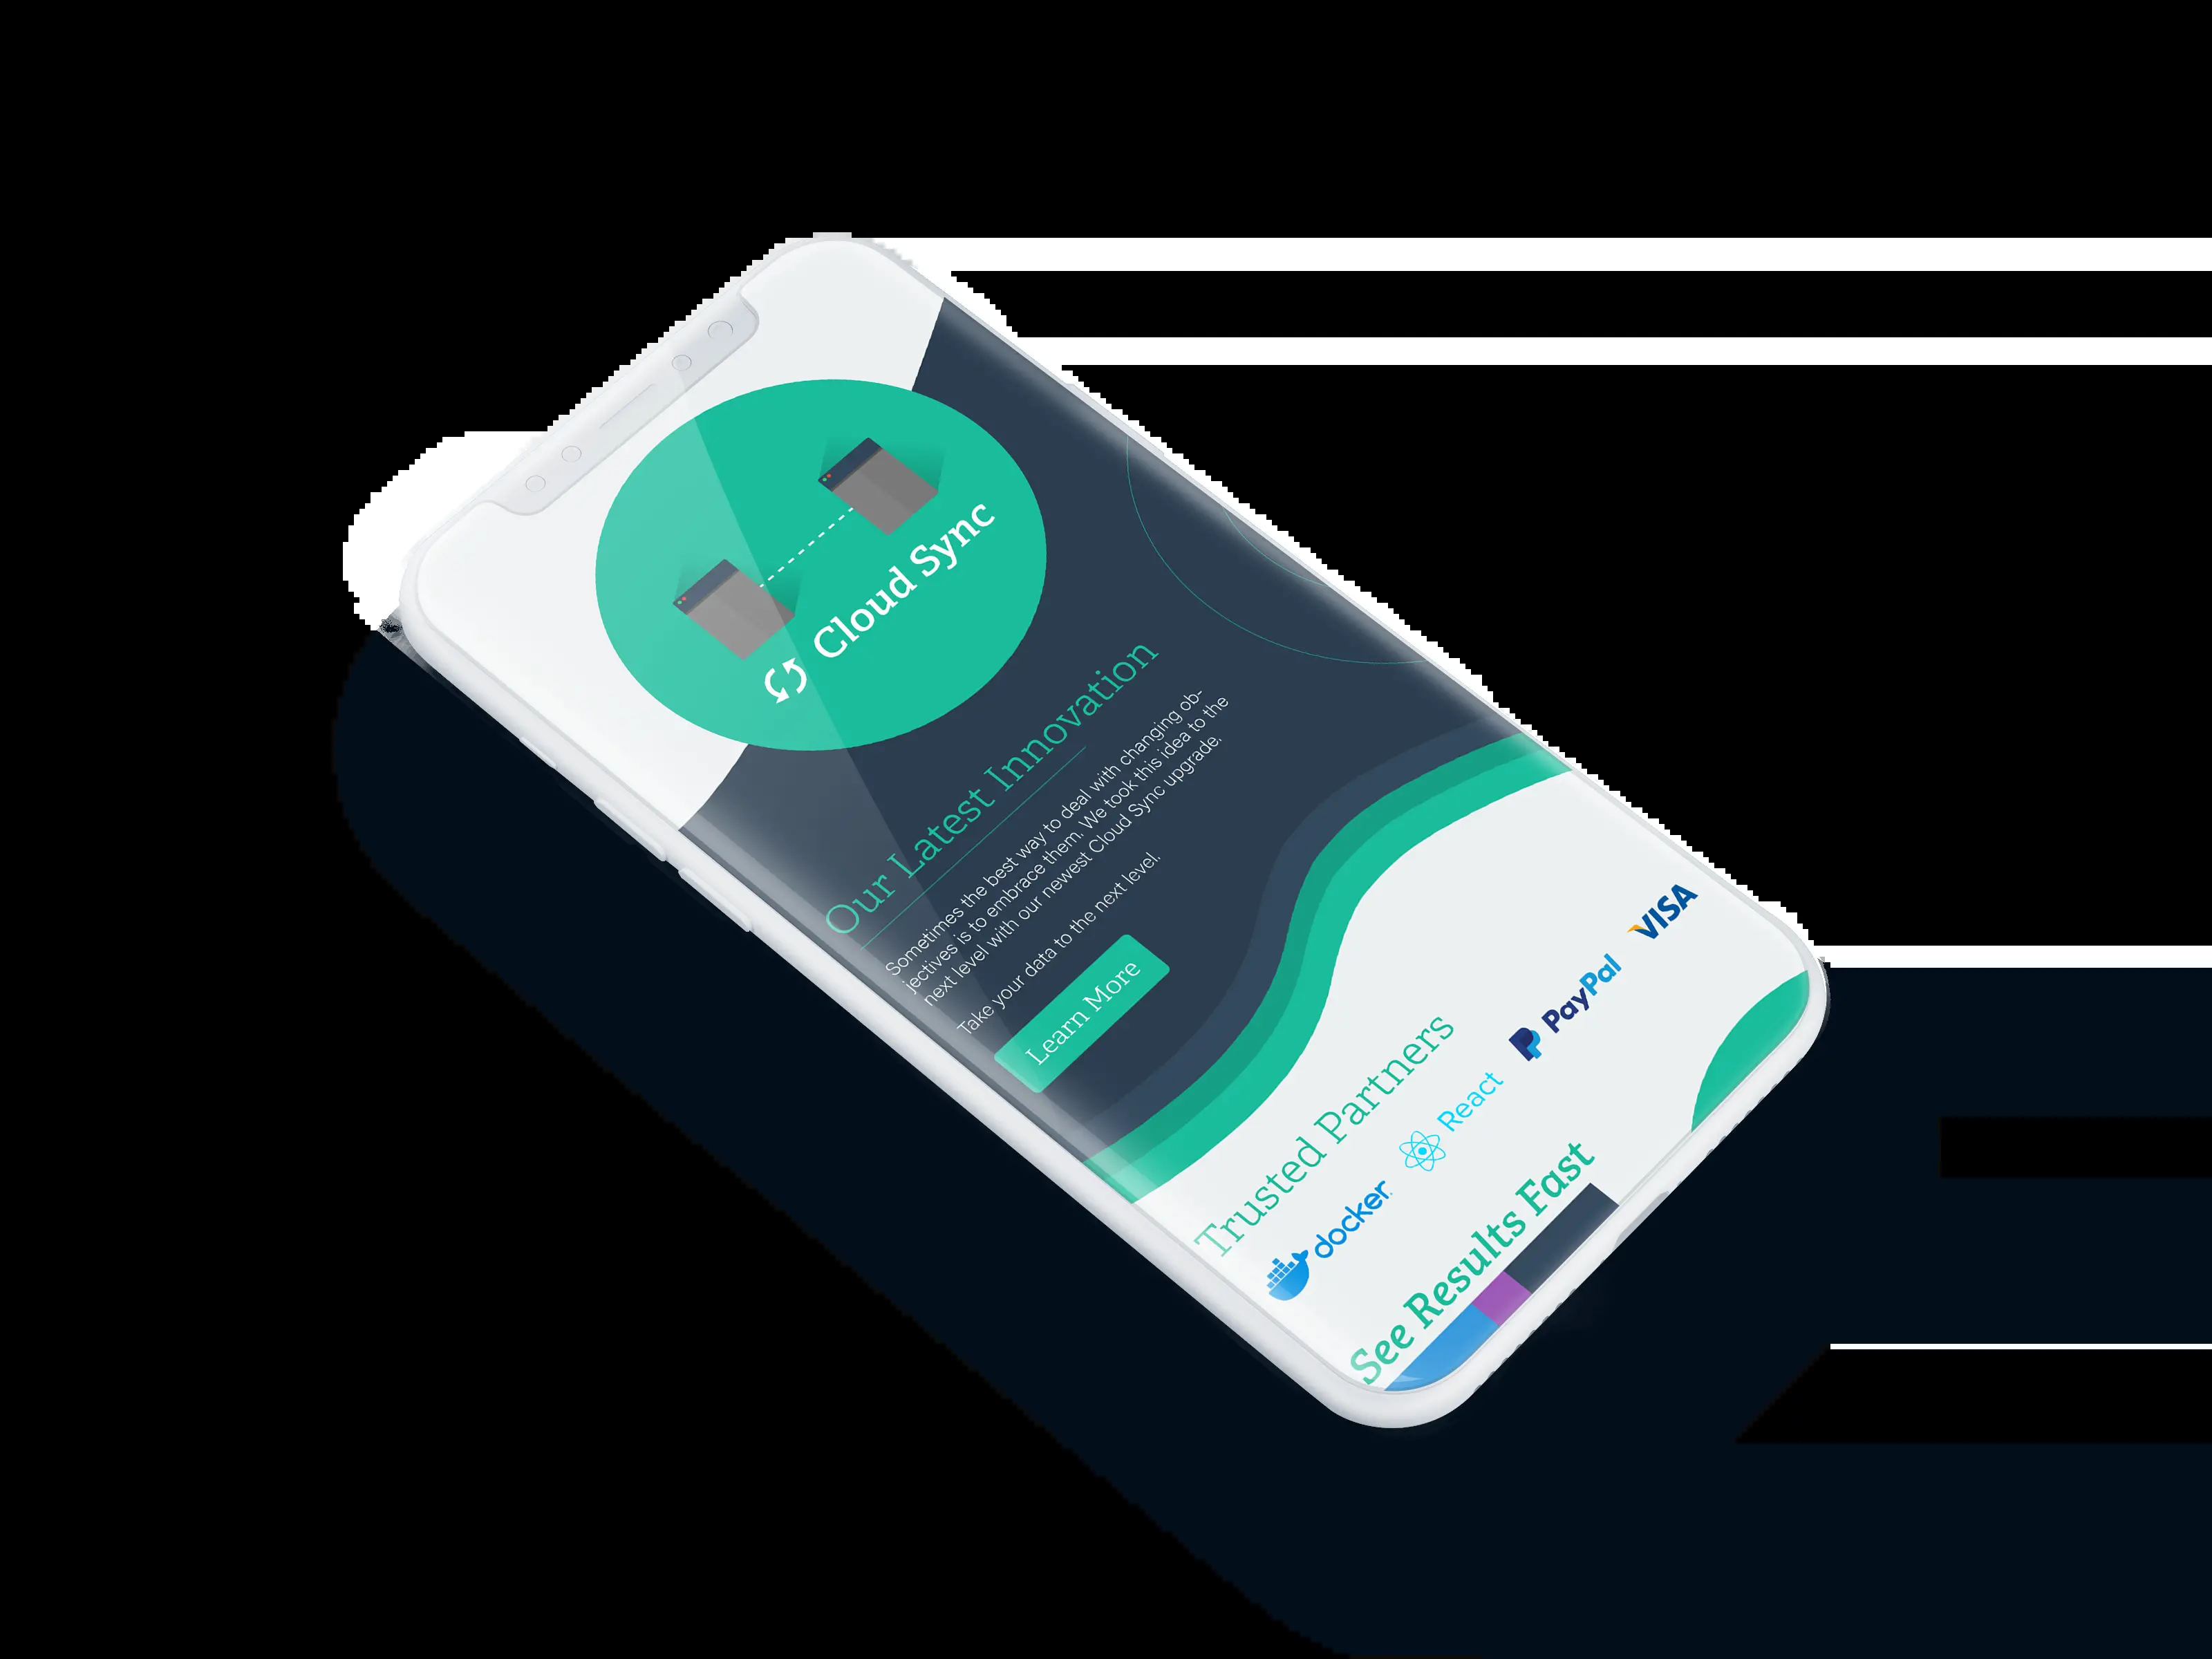 Cloud Sync
Our Latest Innovation
Sometimes the best way to deal with changing ob-
jectives is to embrace them. We took this idea to the
next level with our newest Cloud Sync upgrade.
Take your data to the next level.
Learn More
Trusted Partners
docker React PayPal VISA
See Results Fast